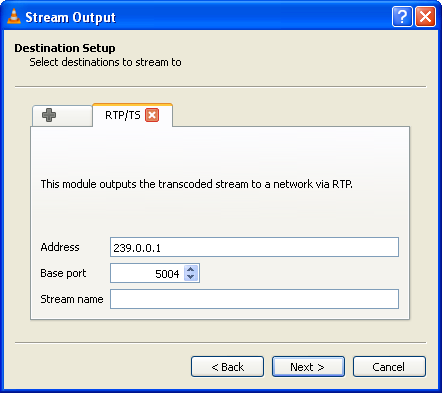 Stream Output
Destination Setup
Select destinations to stream to
RTP/TS
This module outputs the transcoded stream to a network via RTP.
Address 239.0.0.1
Base port 5004
Stream name
< Back Next > Cancel